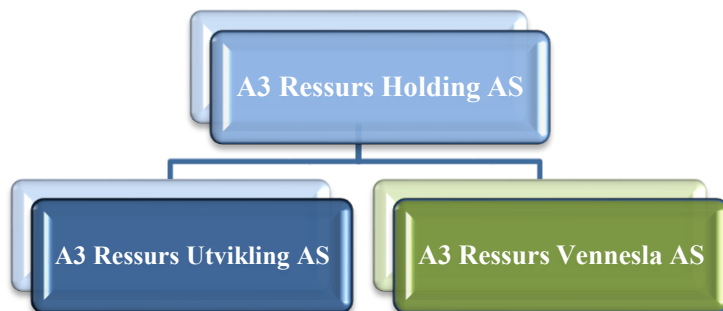 A3 Ressurs Holding AS
A3 Ressurs Utvikling AS
A3 Ressurs Vennesla AS